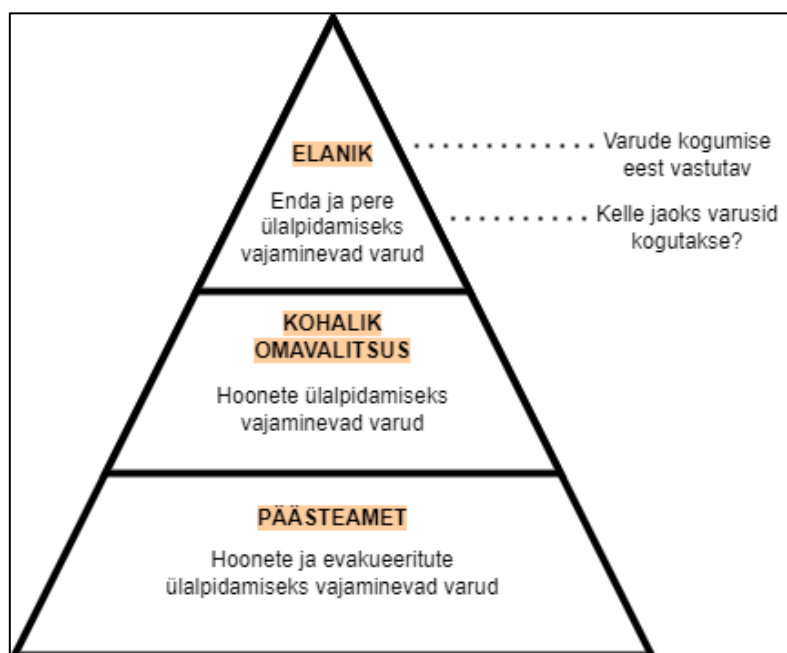 ELANIK
Enda ja pere
ülalpidamiseks
vajaminevad varud
Varude kogumise
eest vastutav
Kelle jaoks varusid
kogutakse?
KOHALIK
OMAVALITSUS
Hoonete ülalpidamiseks
vajaminevad varud
PÄÄSTEAMET
Hoonete ja evakueeritute
ülalpidamiseks vajaminevad varud